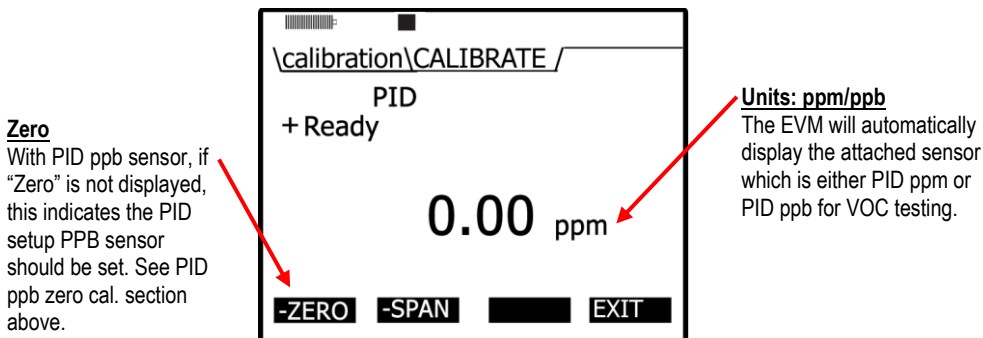 \calibration\CALIBRATE /
PID
+ Ready
0.00 ppm
-ZERO -SPAN EXIT
Zero
With PID ppb sensor, if
“Zero” is not displayed,
this indicates the PID
setup PPB sensor
should be set. See PID
ppb zero cal. section
above.
Units: ppm/ppb
The EVM will automatically
display the attached sensor
which is either PID ppm or
PID ppb for VOC testing.